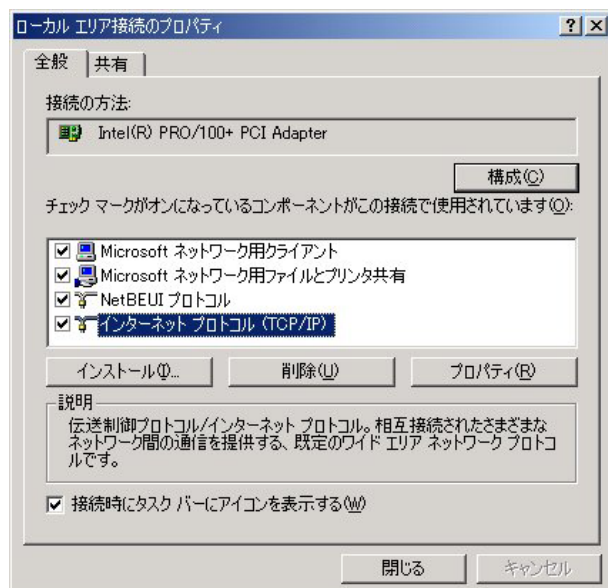 ローカル エリア接続のプロパティ
全般
共有
接続の方法:
Intel(R) PRO/100+ PCI Adapter
構成(C)
チェック マークがオンになっているコンポーネントがこの接続で使用されています(O):
Microsoft ネットワーク用クライアント
Microsoft ネットワーク用ファイルとプリンタ共有
NetBEUI プロトコル
インターネット プロトコル (TCP/IP)
インストール(I)...
削除(U)
プロパティ(R)
説明
伝送制御プロトコル/インターネット プロトコル。相互接続されたさまざまな
ネットワーク間の通信を提供する、既定のワイド エリア ネットワーク プロトコ
ルです。
接続時にタスク バーにアイコンを表示する(W)
閉じる
キャンセル